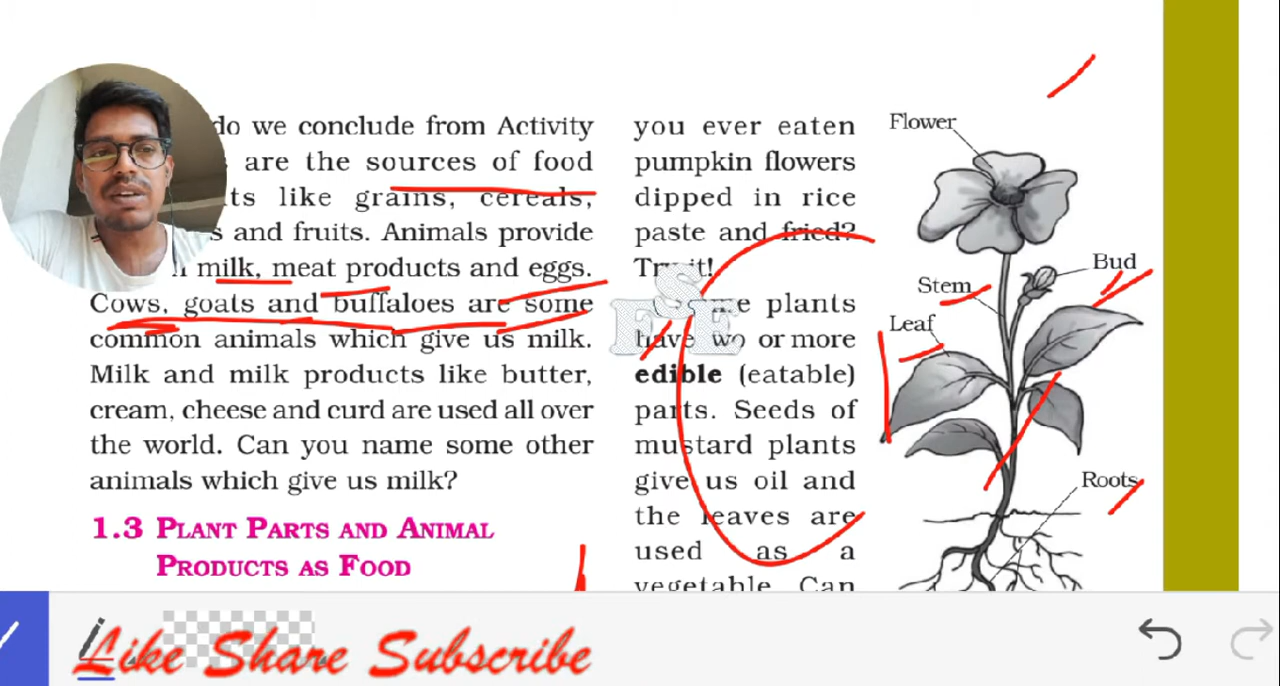 do we conclude from Activity
are the sources of food
ts like grains, cereals,
s and fruits. Animals provide
milk, meat products and eggs.
Cows, goats and buffaloes are some
common animals which give us milk.
Milk and milk products like butter,
cream, cheese and curd are used all over
the world. Can you name some other
animals which give us milk?
1.3 PLANT PARTS AND ANIMAL
PRODUCTS AS FOOD
you ever eaten
pumpkin flowers
dipped in rice
paste and fried?
Try it!
me plants
have wo or more
edible (eatable)
parts. Seeds of
mustard plants
give us oil and
the leaves are
used as a
vegetable. Can
FSE
Flower
Bud
Stem
Leaf
Roots
Like Share Subscribe